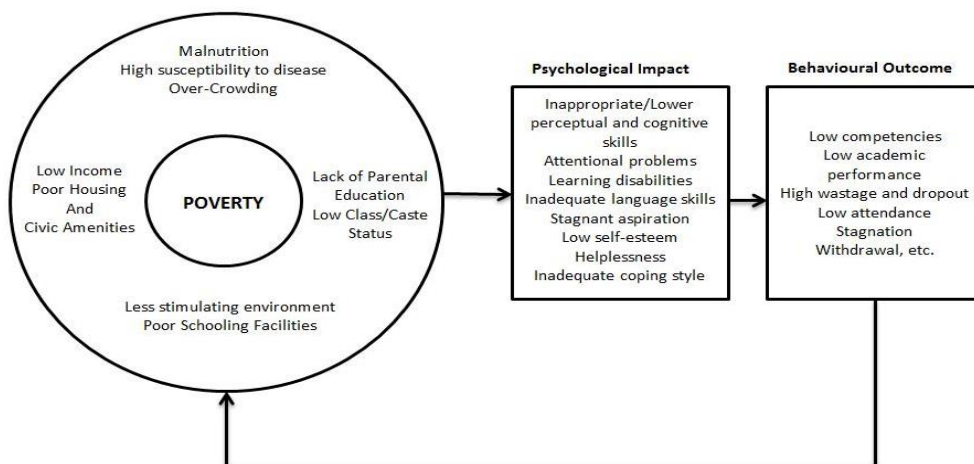 Malnutrition
High susceptibility to disease
Over-Crowding
Low Income
Poor Housing
And
Civic Amenities
POVERTY
Lack of Parental
Education
Low Class/Caste
Status
Less stimulating environment
Poor Schooling Facilities
Psychological Impact
Inappropriate/Lower
perceptual and cognitive
skills
Attentional problems
Learning disabilities
Inadequate language skills
Stagnant aspiration
Low self-esteem
Helplessness
Inadequate coping style
Behavioural Outcome
Low competencies
Low academic
performance
High wastage and dropout
Low attendance
Stagnation
Withdrawal, etc.